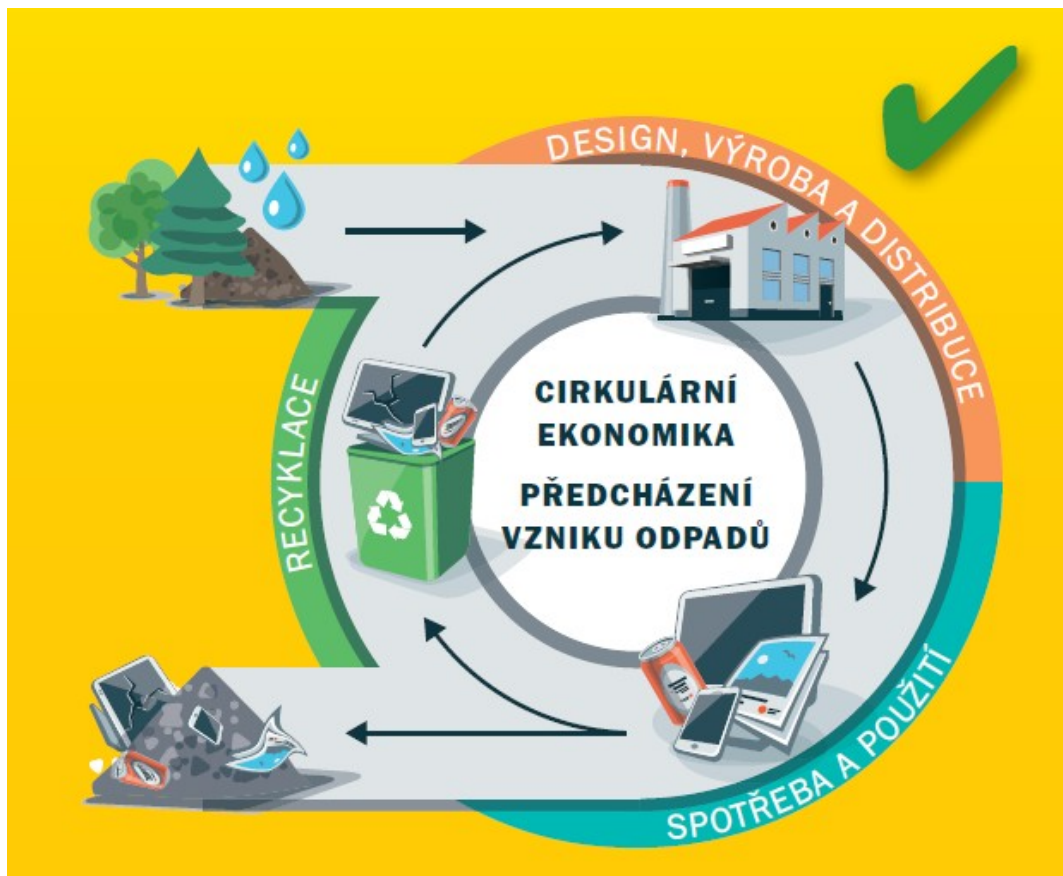 DESIGN, VÝROBA A DISTRIBUCE
CIRKULÁRNÍ
EKONOMIKA
PŘEDCHÁZENÍ
VZNIKU ODPADŮ
RECYKLACE
SPOTŘEBA A POUŽITÍ